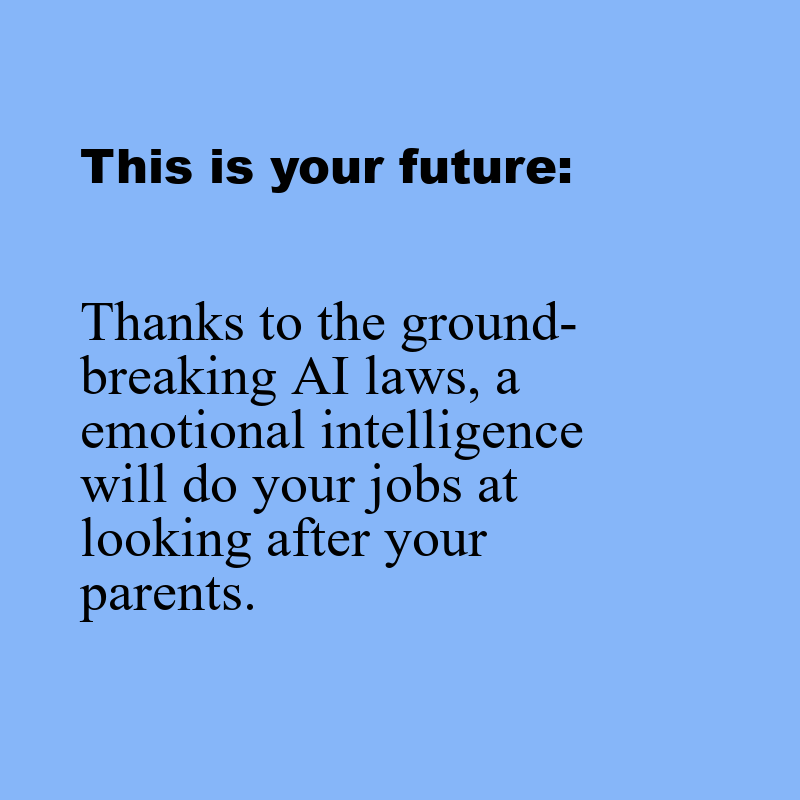 This is your future:
Thanks to the ground-
breaking AI laws, a
emotional intelligence
will do your jobs at
looking after your
parents.